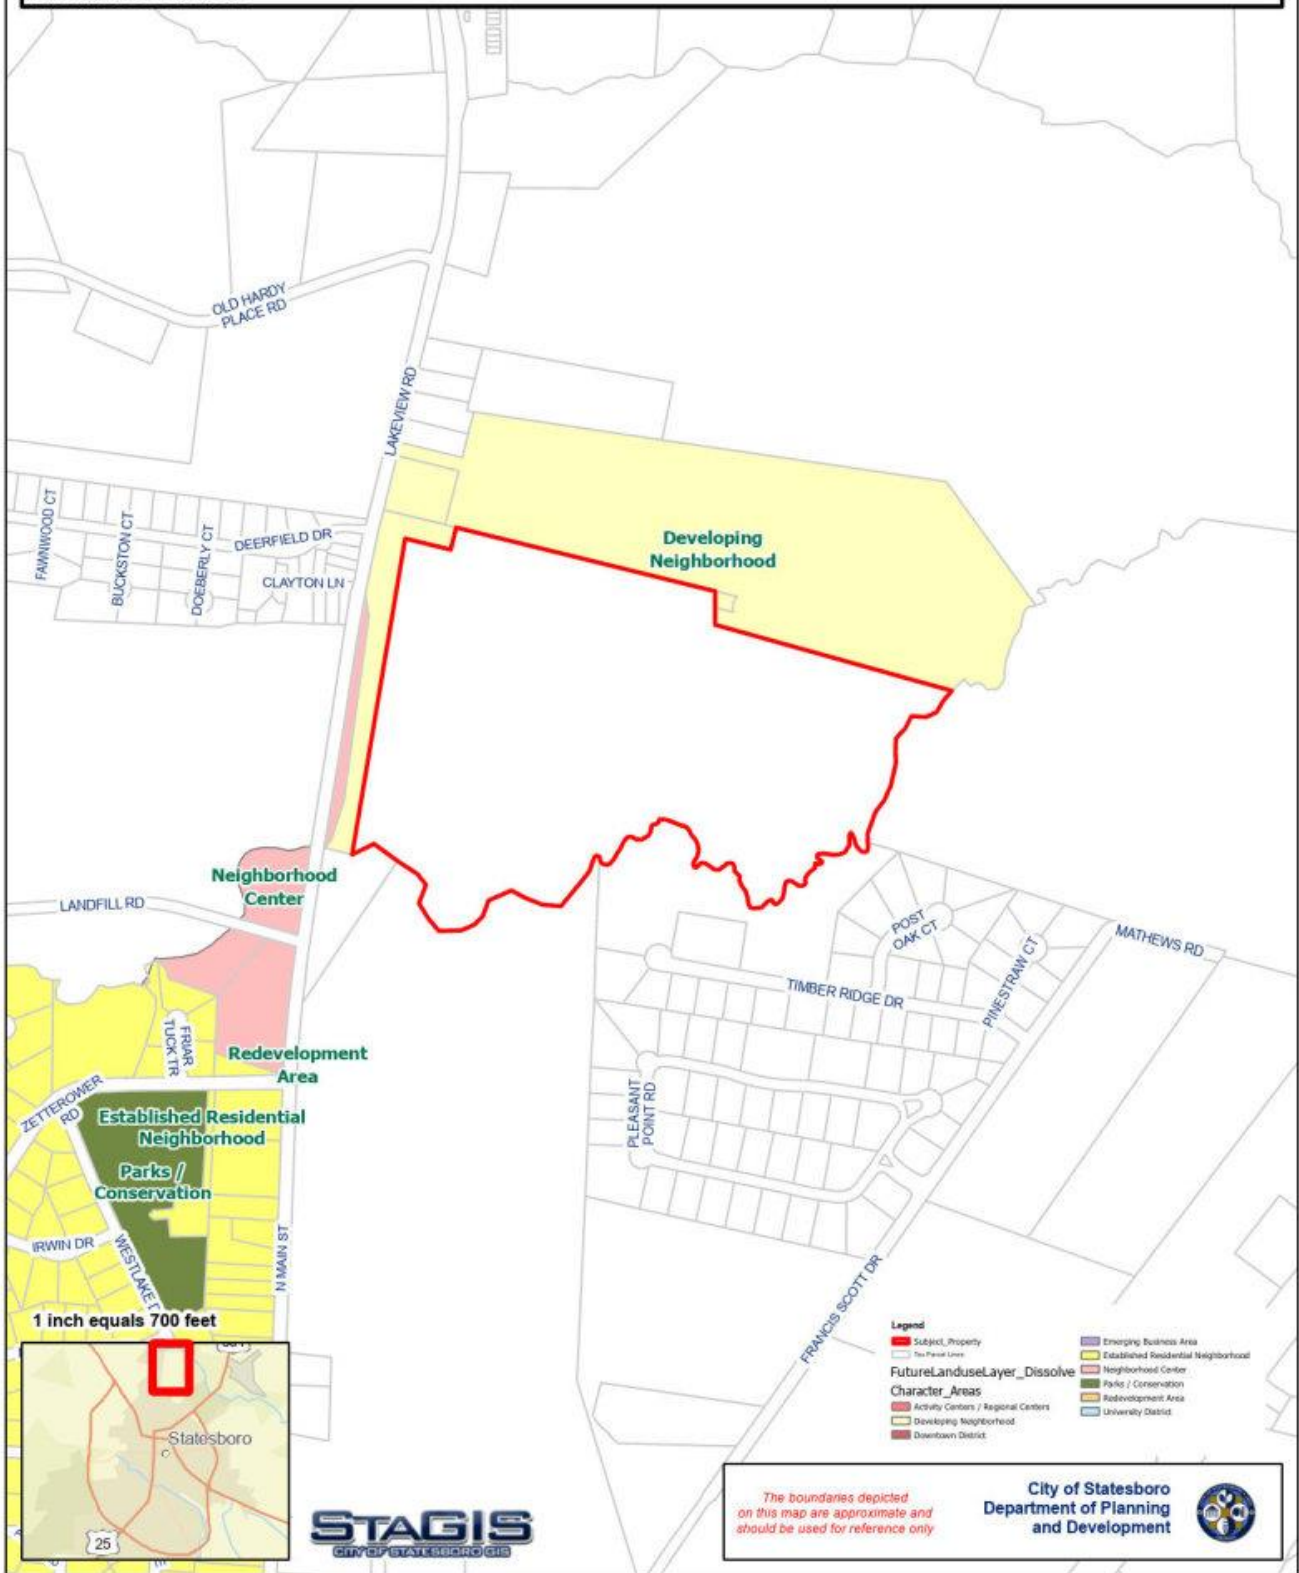 OLD HARDY
PLACE RD
LAKEVIEW RD
FAWNWOOD CT
BUCKSTON CT
DOEBERLY CT
DEERFIELD DR
CLAYTON LN
Developing
Neighborhood
Neighborhood
Center
LANDFILL RD
POST
OAK CT
MATHEWS RD
PINESTRAW CT
TIMBER RIDGE DR
FRIAR
TUCK TR
Redevelopment
Area
ZETTEROWER
RD
Established Residential
Neighborhood
PLEASANT
POINT RD
Parks /
Conservation
IRWIN DR
WESTLAKE D
N MAIN ST
FRANCIS SCOTT DR
1 inch equals 700 feet
Statesboro
25
Legend
Subject_Property
Tax Parcel Lines
FutureLanduseLayer_Dissolve
Character_Areas
Activity Centers / Regional Centers
Developing Neighborhood
Downtown District
Emerging Business Area
Established Residential Neighborhood
Neighborhood Center
Parks / Conservation
Redevelopment Area
University District
STAGIS
CITY OF STATESBORO GIS
The boundaries depicted
on this map are approximate and
should be used for reference only
City of Statesboro
Department of Planning
and Development